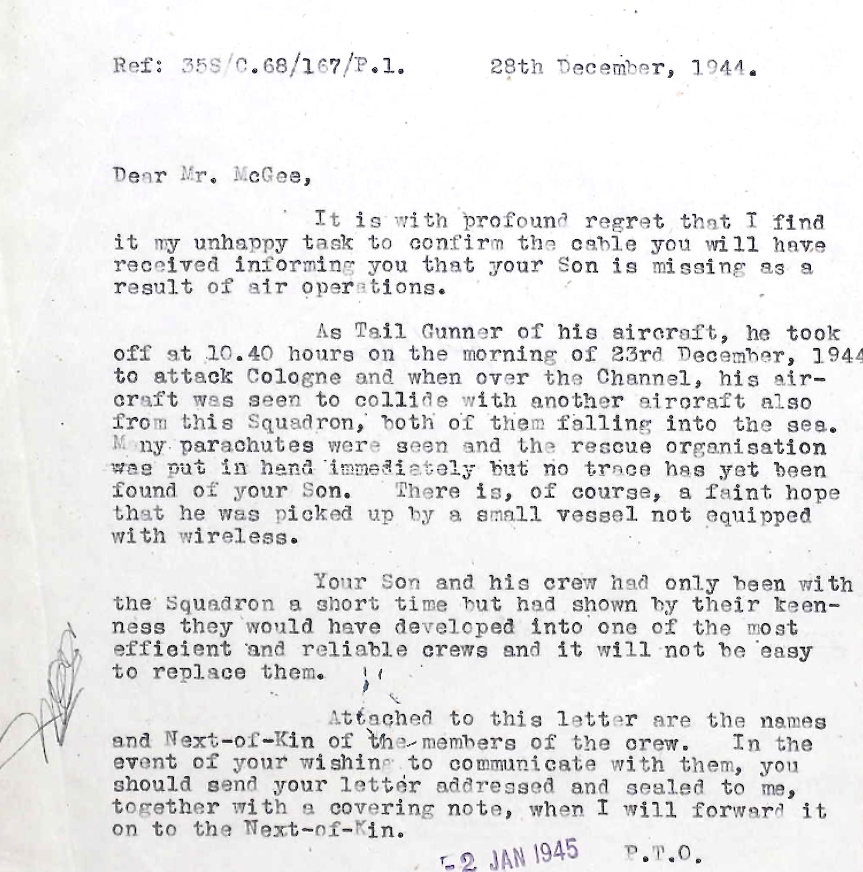 Ref: 35S/C.68/167/P.1. 28th December, 1944.
Dear Mr. McGee,
It is with profound regret that I find
it my unhappy task to confirm the cable you will have
received informing you that your Son is missing as a
result of air operations.
As Tail Gunner of his aircraft, he took
off at 10.40 hours on the morning of 23rd December, 1944
to attack Cologne and when over the Channel, his air-
craft was seen to collide with another aircraft also
from this Squadron, both of them falling into the sea.
Many parachutes were seen and the rescue organisation
was put in hand immediately but no trace has yet been
found of your Son. There is, of course, a faint hope
that he was picked up by a small vessel not equipped
with wireless.
Your Son and his crew had only been with
the Squadron a short time but had shown by their keen-
ness they would have developed into one of the most
efficient and reliable crews and it will not be easy
to replace them.
Attached to this letter are the names
and Next-of-Kin of the members of the crew. In the
event of your wishing to communicate with them, you
should send your letter addressed and sealed to me,
together with a covering note, when I will forward it
on to the Next-of-Kin.
-2 JAN 1945 P.T.O.